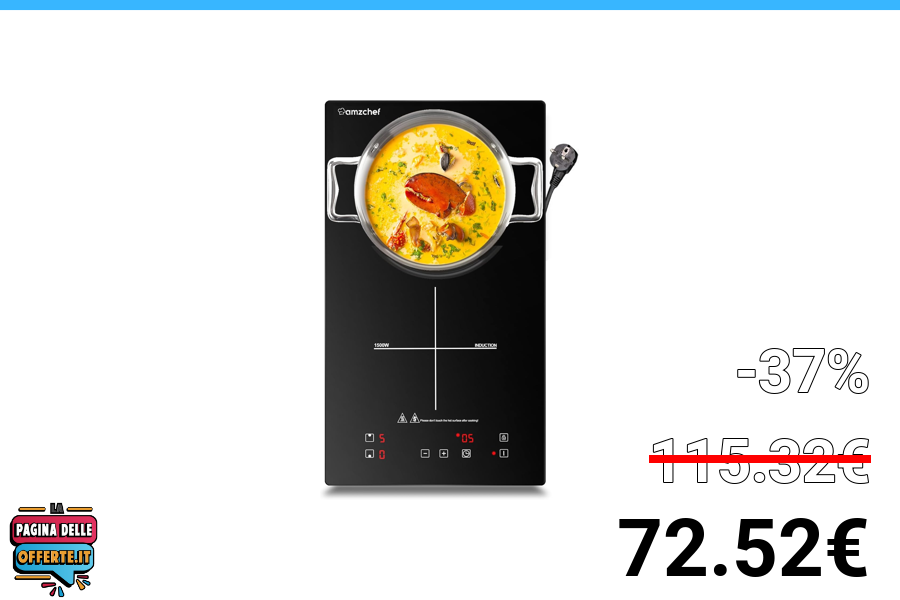 amzchef
1500W
INDUCTION
Please don't touch the hot surface after cooking!
5
05
0
-37%
115.32€
72.52€
LA
PAGINA DELLE
OFFERTE.IT